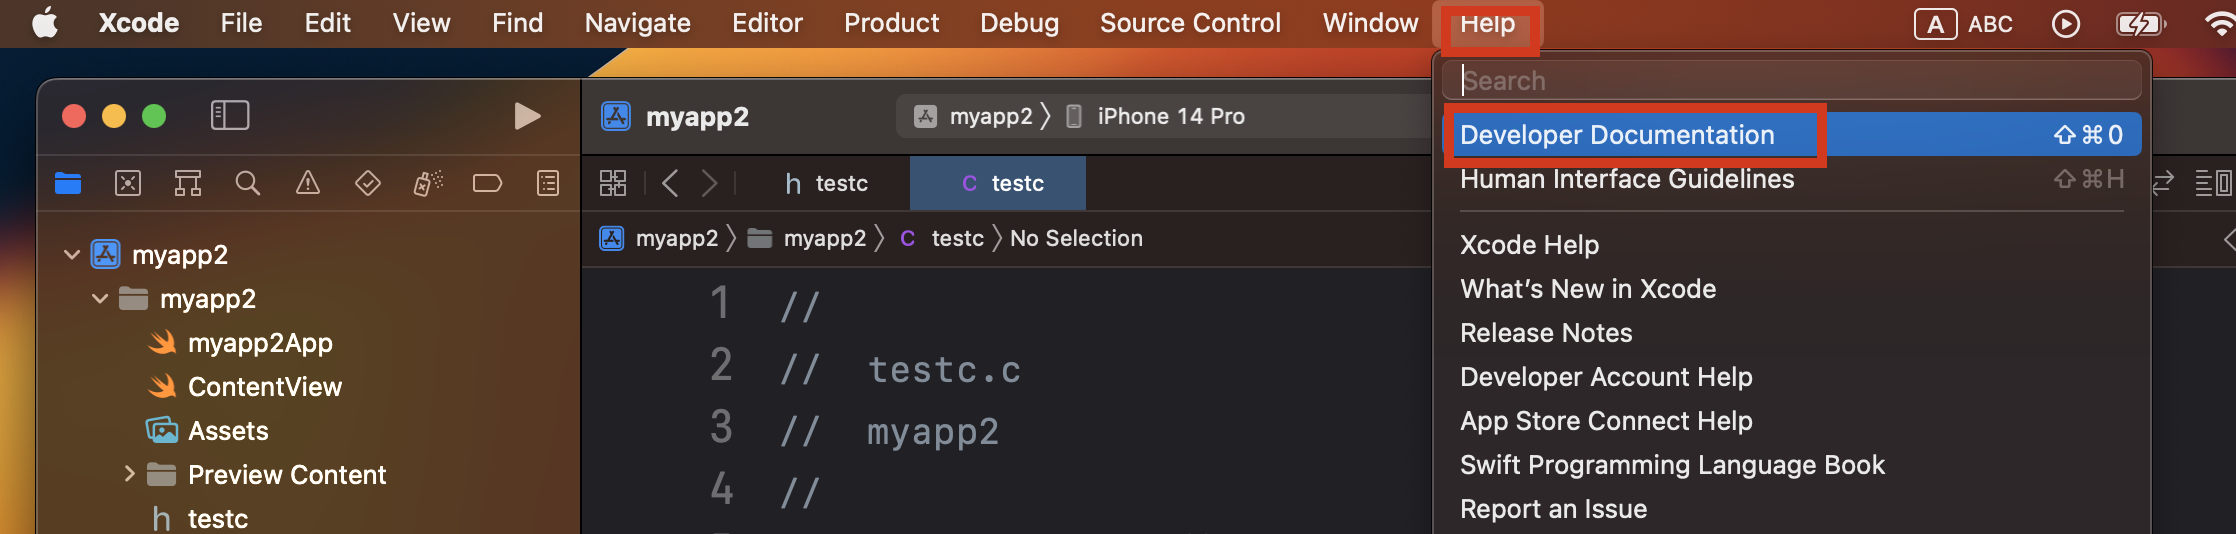 Xcode File Edit View Find Navigate Editor Product Debug Source Control Window Help A ABC
Search
myapp2 myapp2 iPhone 14 Pro
Developer Documentation ⇧⌘0
h testc C testc
Human Interface Guidelines ⇧⌘H
myapp2 myapp2 C testc No Selection
myapp2
myapp2
myapp2App
ContentView
Assets
Preview Content
h testc
1 //
2 // testc.c
3 // myapp2
4 //
Xcode Help
What's New in Xcode
Release Notes
Developer Account Help
App Store Connect Help
Swift Programming Language Book
Report an Issue